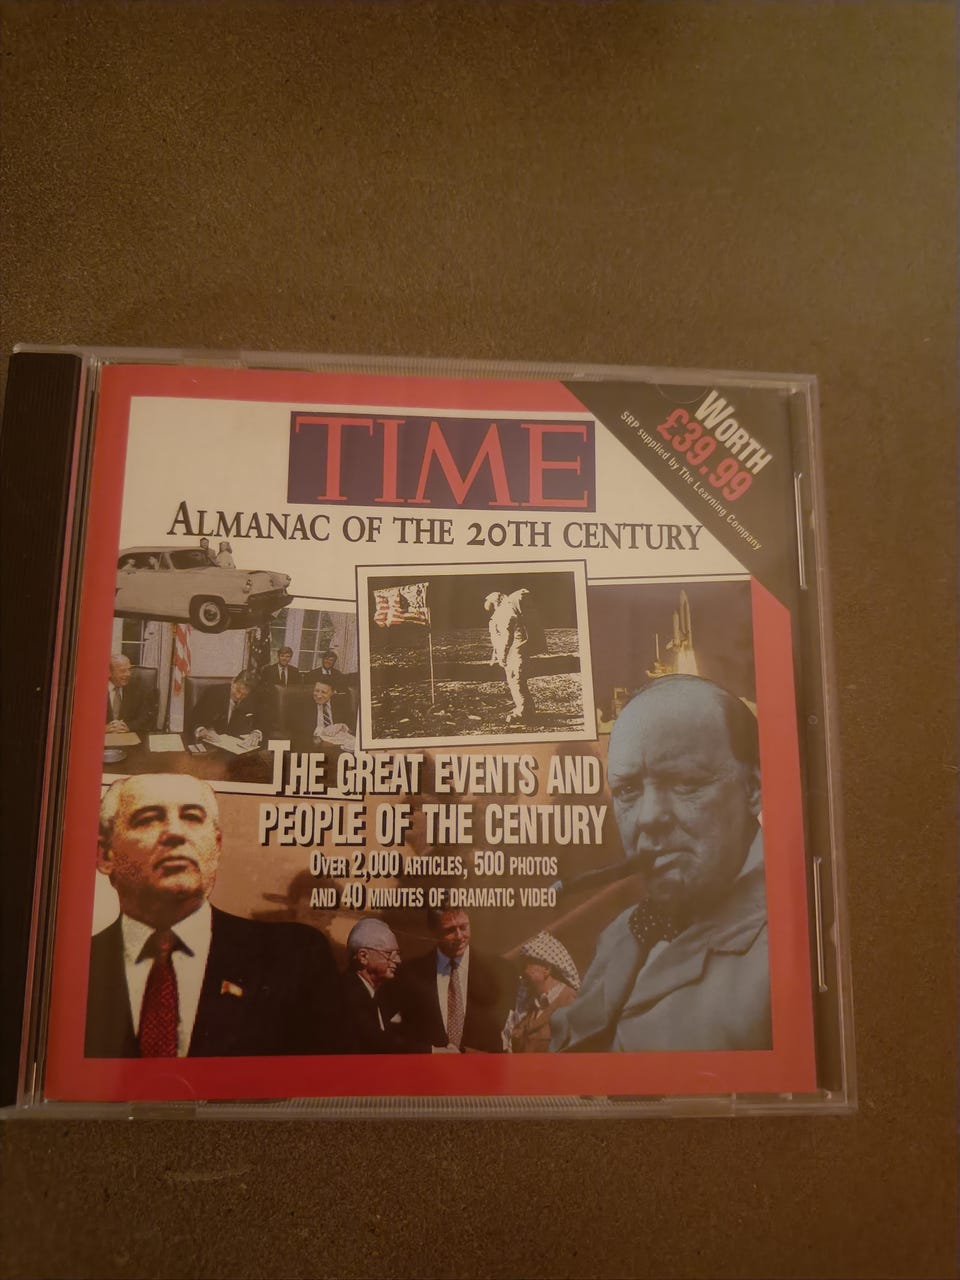 WORTH
£39.99
SRP supplied by The Learning Company
TIME
ALMANAC OF THE 20TH CENTURY
THE GREAT EVENTS AND
PEOPLE OF THE CENTURY
OVER 2,000 ARTICLES, 500 PHOTOS
AND 40 MINUTES OF DRAMATIC VIDEO